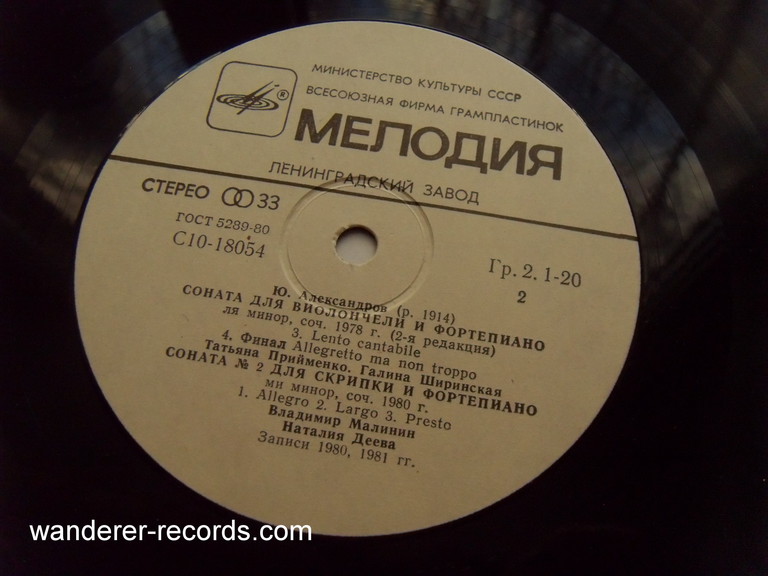 МИНИСТЕРСТВО КУЛЬТУРЫ СССР
ВСЕСОЮЗНАЯ ФИРМА ГРАМПЛАСТИНОК
®
МЕЛОДИЯ
ЛЕНИНГРАДСКИЙ ЗАВОД
СТЕРЕО 33
ГОСТ 5289-80
С10-18054
Гр. 2. 1-20
2
Ю. Александров (р. 1914)
СОНАТА ДЛЯ ВИОЛОНЧЕЛИ И ФОРТЕПИАНО
ля минор, соч. 1978 г. (2-я редакция)
3. Lento cantabile
4. Финал Allegretto ma non troppo
Татьяна Прийменко, Галина Ширинская
СОНАТА № 2 ДЛЯ СКРИПКИ И ФОРТЕПИАНО
ми минор, соч. 1980 г.
1. Allegro 2. Largo 3. Presto
Владимир Малинин
Наталия Деева
Записи 1980, 1981 гг.
wanderer-records.com